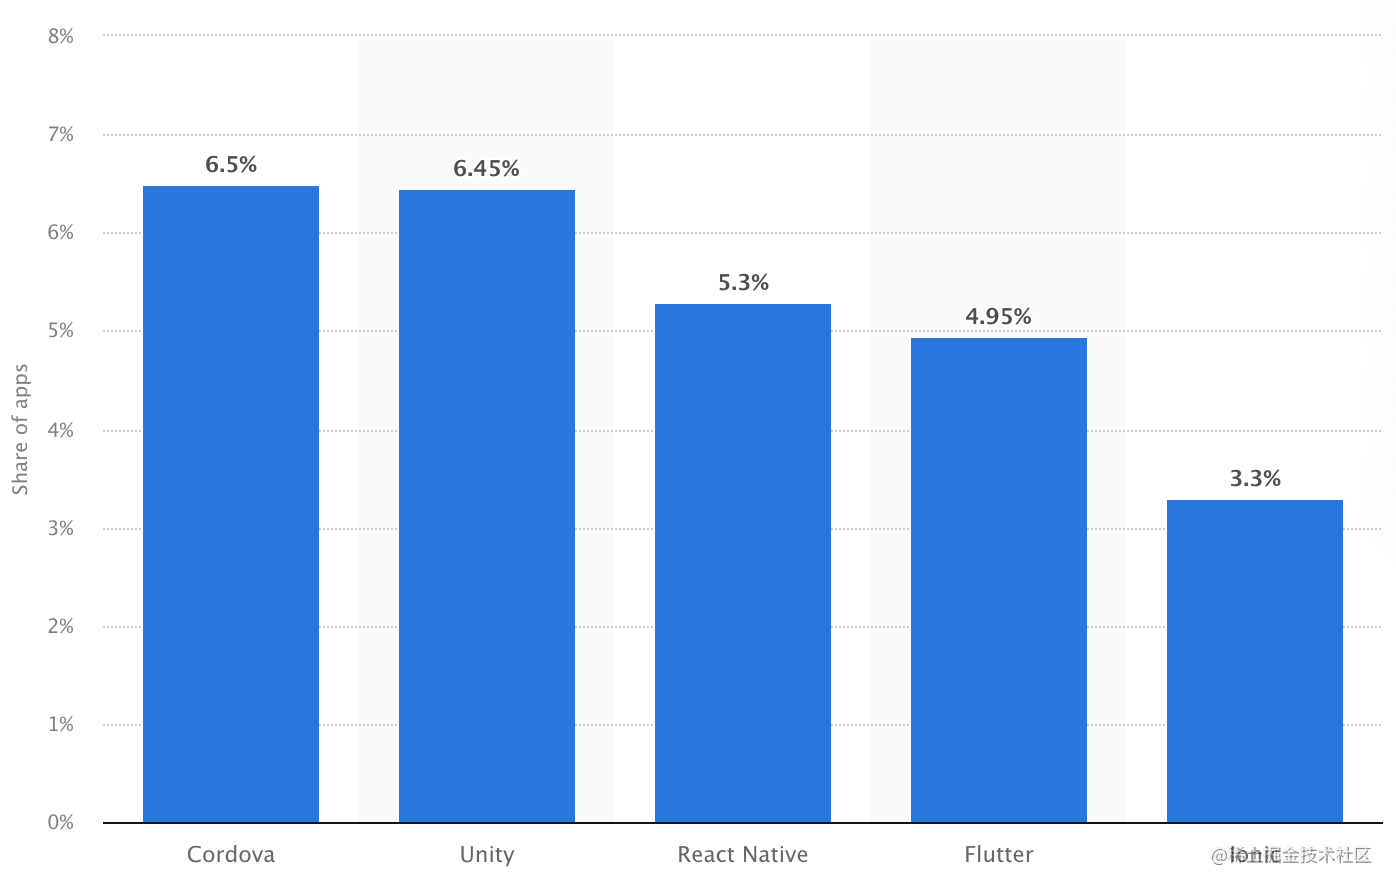 8%
7%
6%
5%
4%
3%
2%
1%
0%
Share of apps
6.5%
6.45%
5.3%
4.95%
3.3%
Cordova
Unity
React Native
Flutter
Ionic
@稀土掘金技术社区